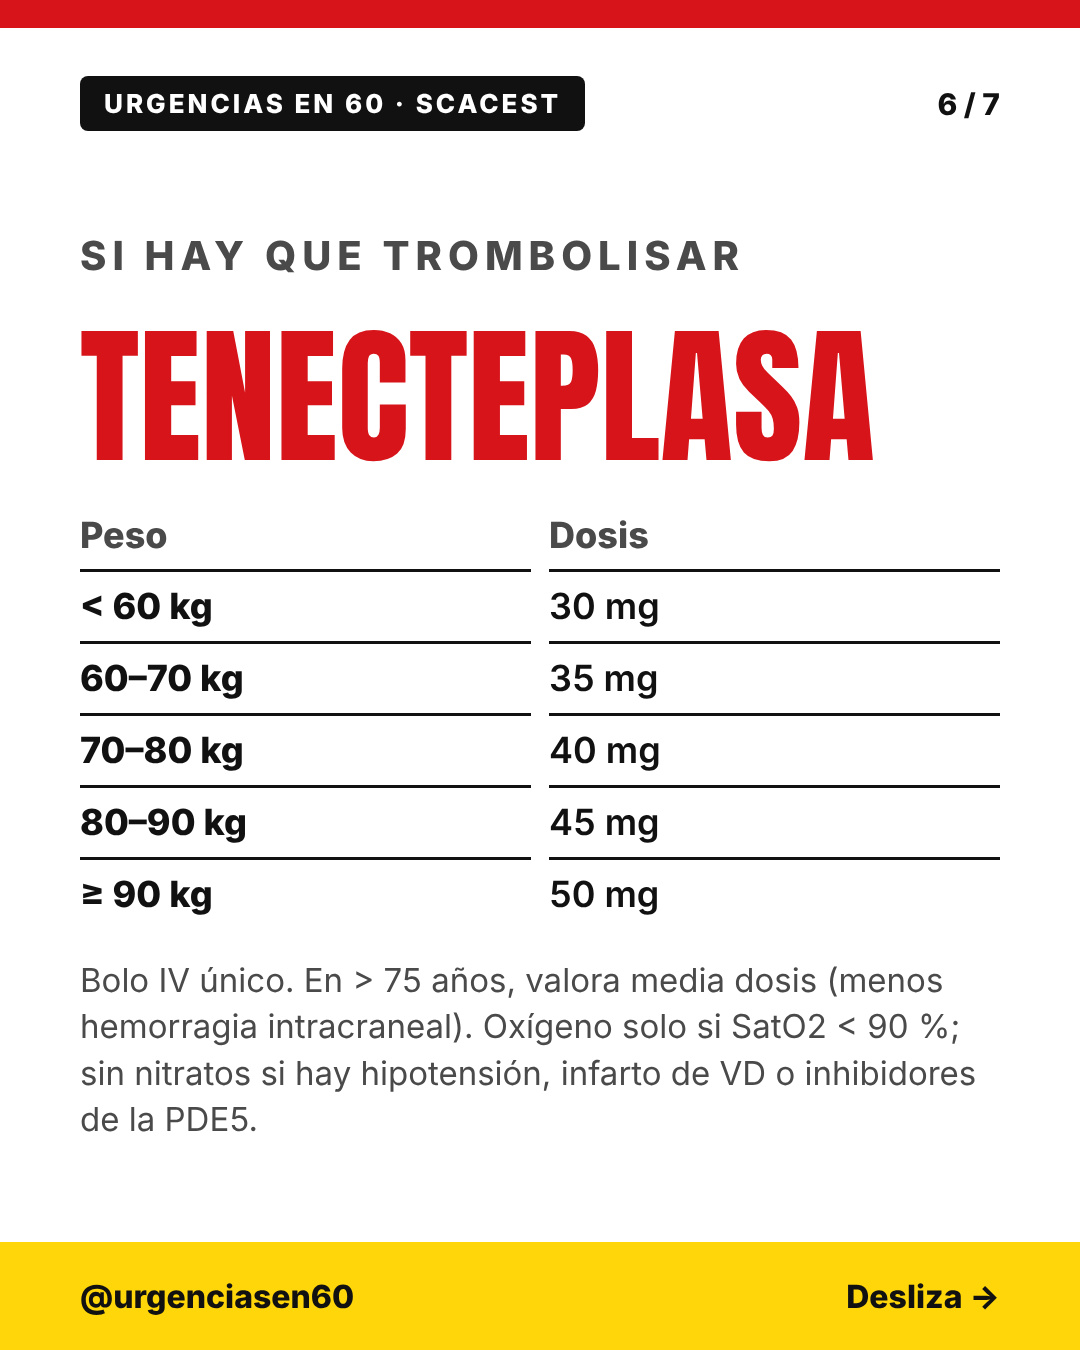 URGENCIAS EN 60 · SCACEST
6 / 7
SI HAY QUE TROMBOLISAR
TENECTEPLASA
Peso Dosis
< 60 kg 30 mg
60–70 kg 35 mg
70–80 kg 40 mg
80–90 kg 45 mg
≥ 90 kg 50 mg
Bolo IV único. En > 75 años, valora media dosis (menos
hemorragia intracraneal). Oxígeno solo si SatO2 < 90 %;
sin nitratos si hay hipotensión, infarto de VD o inhibidores
de la PDE5.
@urgenciasen60
Desliza →